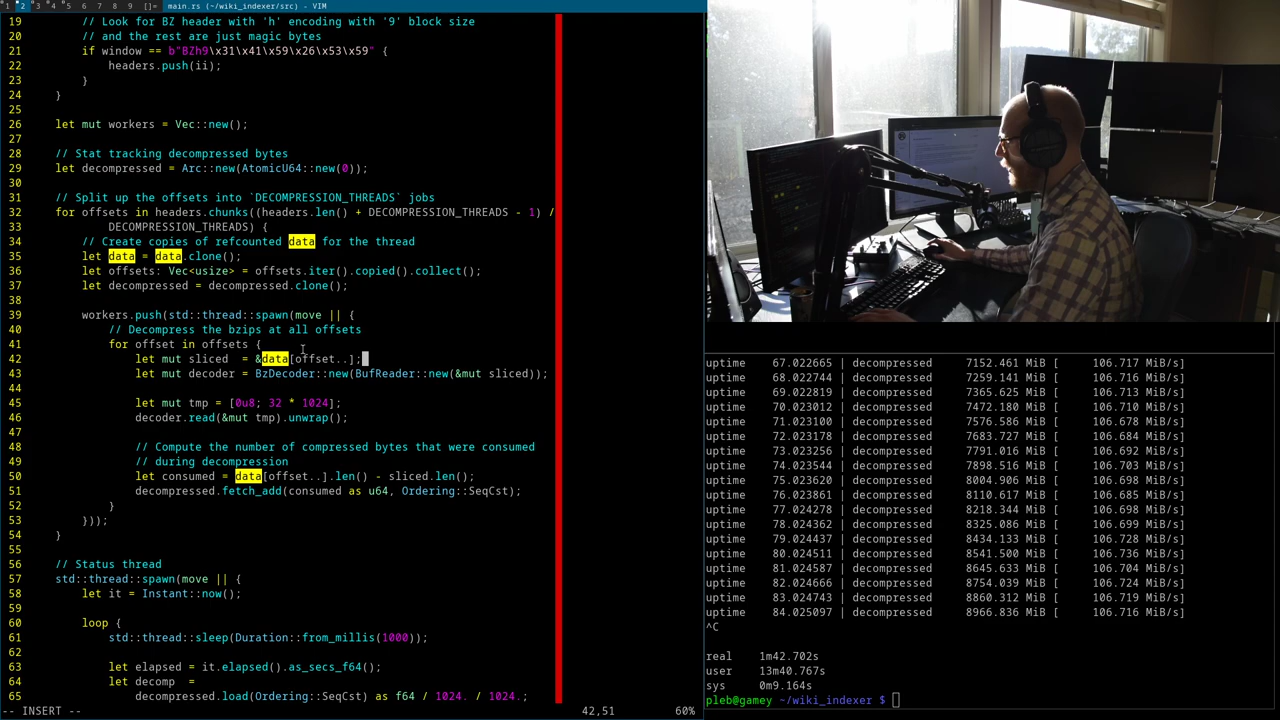 1 2 3 4 5 6 7 8 9 []= main.rs (~/wiki_indexer/src) - VIM
19 // Look for BZ header with 'h' encoding with '9' block size
20 // and the rest are just magic bytes
21 if window == b"BZh9\x31\x41\x59\x26\x53\x59" {
22 headers.push(ii);
23 }
24 }
25
26 let mut workers = Vec::new();
27
28 // Stat tracking decompressed bytes
29 let decompressed = Arc::new(AtomicU64::new(0));
30
31 // Split up the offsets into `DECOMPRESSION_THREADS` jobs
32 for offsets in headers.chunks((headers.len() + DECOMPRESSION_THREADS - 1) /
33 DECOMPRESSION_THREADS) {
34 // Create copies of refcounted data for the thread
35 let data = data.clone();
36 let offsets: Vec<usize> = offsets.iter().copied().collect();
37 let decompressed = decompressed.clone();
38
39 workers.push(std::thread::spawn(move || {
40 // Decompress the bzips at all offsets
41 for offset in offsets {
42 let mut sliced  = &data[offset..];
43 let mut decoder = BzDecoder::new(BufReader::new(&mut sliced));
44
45 let mut tmp = [0u8; 32 * 1024];
46 decoder.read(&mut tmp).unwrap();
47
48 // Compute the number of compressed bytes that were consumed
49 // during decompression
50 let consumed = data[offset..].len() - sliced.len();
51 decompressed.fetch_add(consumed as u64, Ordering::SeqCst);
52 }
53 }));
54 }
55
56 // Status thread
57 std::thread::spawn(move || {
58 let it = Instant::now();
59
60 loop {
61 std::thread::sleep(Duration::from_millis(1000));
62
63 let elapsed = it.elapsed().as_secs_f64();
64 let decomp  =
65 decompressed.load(Ordering::SeqCst) as f64 / 1024. / 1024.;
-- INSERT -- 42,51 60%
uptime 67.022665 | decompressed 7152.461 MiB [ 106.717 MiB/s]
uptime 68.022744 | decompressed 7259.141 MiB [ 106.716 MiB/s]
uptime 69.022819 | decompressed 7365.625 MiB [ 106.713 MiB/s]
uptime 70.023012 | decompressed 7472.180 MiB [ 106.710 MiB/s]
uptime 71.023100 | decompressed 7576.586 MiB [ 106.678 MiB/s]
uptime 72.023178 | decompressed 7683.727 MiB [ 106.684 MiB/s]
uptime 73.023256 | decompressed 7791.016 MiB [ 106.692 MiB/s]
uptime 74.023544 | decompressed 7898.516 MiB [ 106.703 MiB/s]
uptime 75.023620 | decompressed 8004.906 MiB [ 106.698 MiB/s]
uptime 76.023861 | decompressed 8110.617 MiB [ 106.685 MiB/s]
uptime 77.024278 | decompressed 8218.344 MiB [ 106.698 MiB/s]
uptime 78.024362 | decompressed 8325.086 MiB [ 106.699 MiB/s]
uptime 79.024437 | decompressed 8434.133 MiB [ 106.728 MiB/s]
uptime 80.024511 | decompressed 8541.500 MiB [ 106.736 MiB/s]
uptime 81.024587 | decompressed 8645.633 MiB [ 106.704 MiB/s]
uptime 82.024666 | decompressed 8754.039 MiB [ 106.724 MiB/s]
uptime 83.024743 | decompressed 8860.312 MiB [ 106.719 MiB/s]
uptime 84.025097 | decompressed 8966.836 MiB [ 106.716 MiB/s]
^C
real 1m42.702s
user 13m40.767s
sys 0m9.164s
pleb@gamey ~/wiki_indexer $